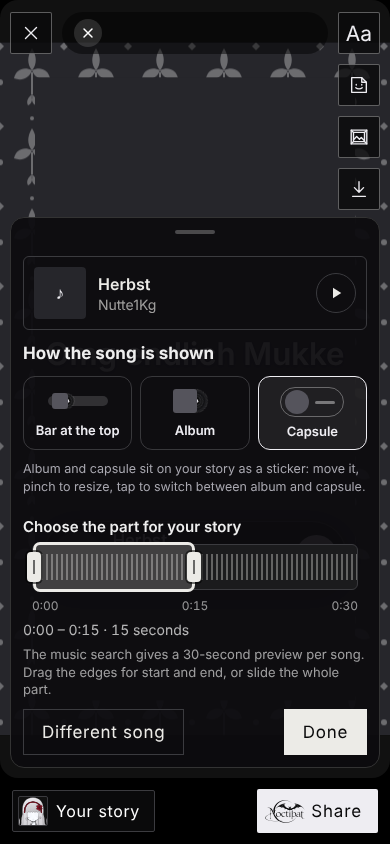 Aa
Herbst
Nutte1Kg
How the song is shown
Bar at the top
Album
Capsule
Album and capsule sit on your story as a sticker: move it,
pinch to resize, tap to switch between album and capsule.
Choose the part for your story
0:00 0:15 0:30
0:00 – 0:15 · 15 seconds
The music search gives a 30-second preview per song.
Drag the edges for start and end, or slide the whole
part.
Different song
Done
Your story
Noctipat
Share